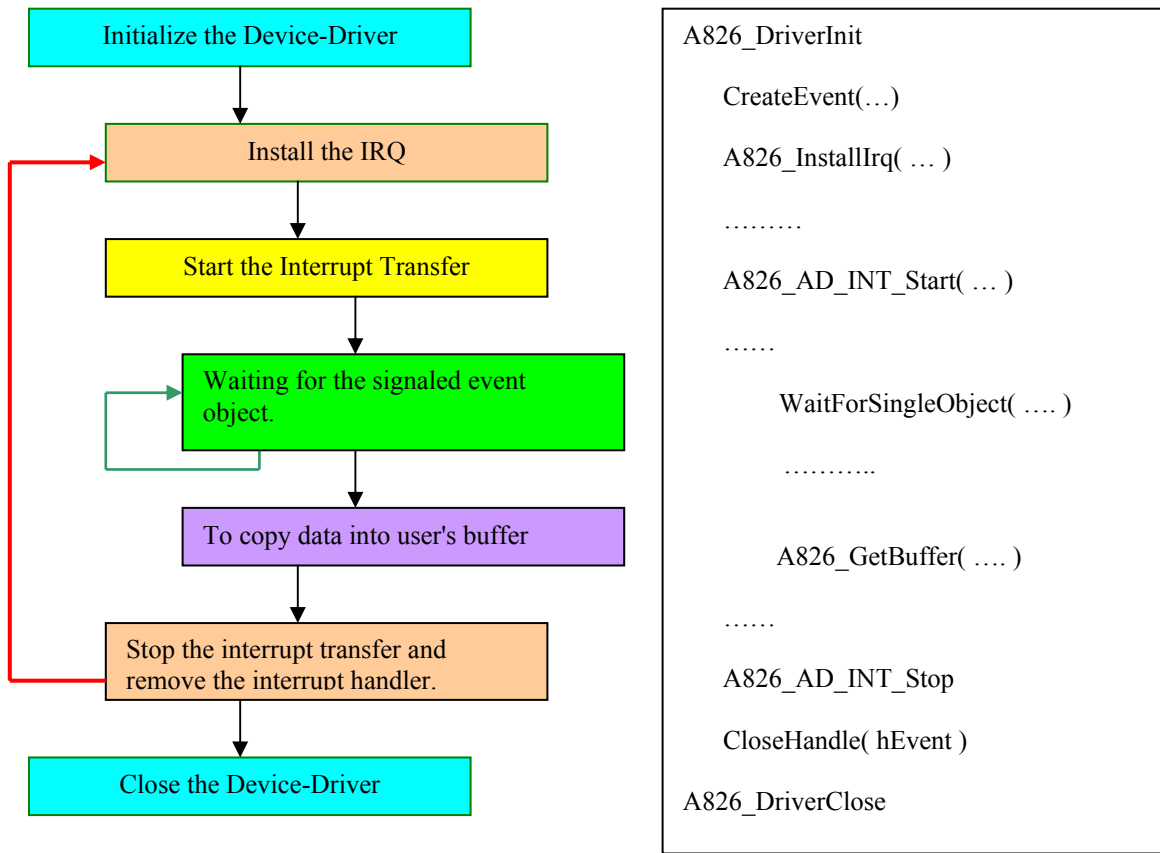 Initialize the Device-Driver
Install the IRQ
Start the Interrupt Transfer
Waiting for the signaled event
object.
To copy data into user's buffer
Stop the interrupt transfer and
remove the interrupt handler.
Close the Device-Driver
A826_DriverInit
CreateEvent(…)
A826_InstallIrq( … )
………
A826_AD_INT_Start( … )
……
WaitForSingleObject( …. )
………..
A826_GetBuffer( …. )
……
A826_AD_INT_Stop
CloseHandle( hEvent )
A826_DriverClose